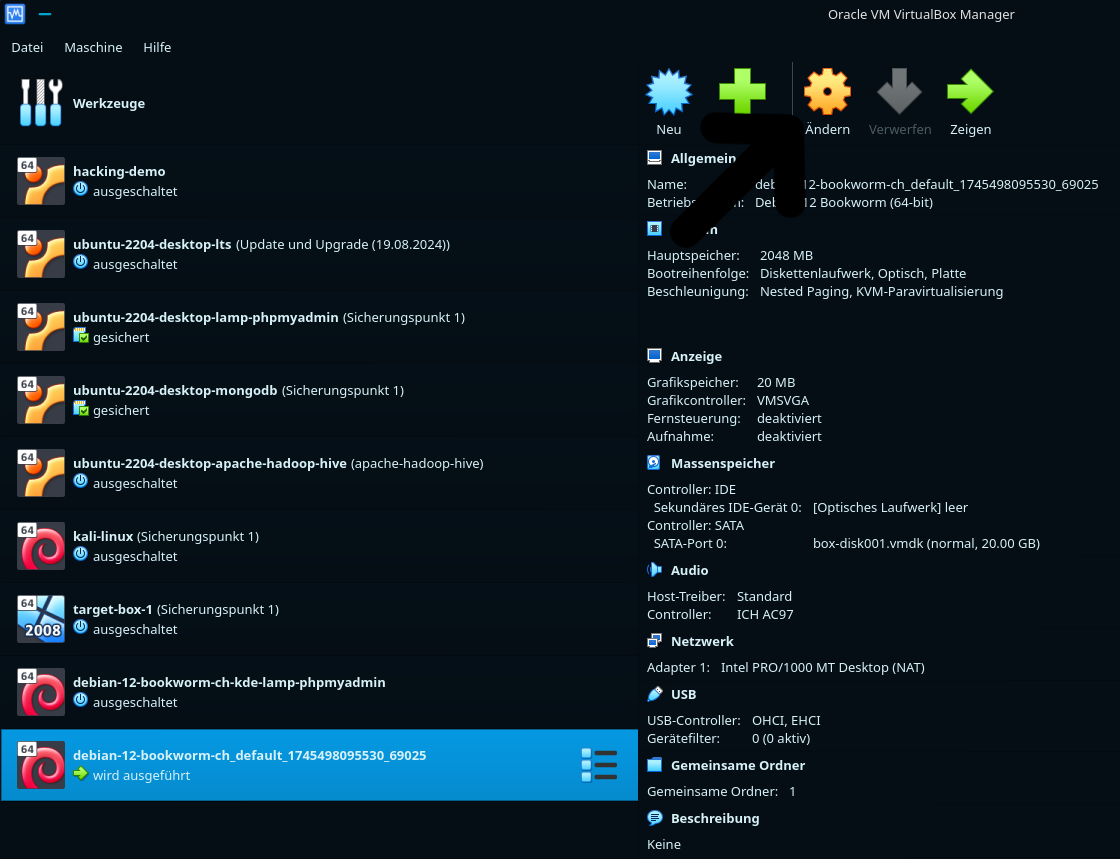 Oracle VM VirtualBox Manager
Datei Maschine Hilfe
Werkzeuge
64
hacking-demo
ausgeschaltet
64
ubuntu-2204-desktop-lts (Update und Upgrade (19.08.2024))
ausgeschaltet
64
ubuntu-2204-desktop-lamp-phpmyadmin (Sicherungspunkt 1)
gesichert
64
ubuntu-2204-desktop-mongodb (Sicherungspunkt 1)
gesichert
64
ubuntu-2204-desktop-apache-hadoop-hive (apache-hadoop-hive)
ausgeschaltet
64
kali-linux (Sicherungspunkt 1)
ausgeschaltet
64
2008
target-box-1 (Sicherungspunkt 1)
ausgeschaltet
64
debian-12-bookworm-ch-kde-lamp-phpmyadmin
ausgeschaltet
64
debian-12-bookworm-ch_default_1745498095530_69025
wird ausgeführt
Neu Ändern Verwerfen Zeigen
Allgemein
Name: 12-bookworm-ch_default_1745498095530_69025
12 Bookworm (64-bit)
Hauptspeicher: 2048 MB
Bootreihenfolge: Diskettenlaufwerk, Optisch, Platte
Beschleunigung: Nested Paging, KVM-Paravirtualisierung
Anzeige
Grafikspeicher: 20 MB
Grafikcontroller: VMSVGA
Fernsteuerung: deaktiviert
Aufnahme: deaktiviert
Massenspeicher
Controller: IDE
Sekundäres IDE-Gerät 0: [Optisches Laufwerk] leer
Controller: SATA
SATA-Port 0: box-disk001.vmdk (normal, 20.00 GB)
Audio
Host-Treiber: Standard
Controller: ICH AC97
Netzwerk
Adapter 1: Intel PRO/1000 MT Desktop (NAT)
USB
USB-Controller: OHCI, EHCI
Gerätefilter: 0 (0 aktiv)
Gemeinsame Ordner
Gemeinsame Ordner: 1
Beschreibung
Keine